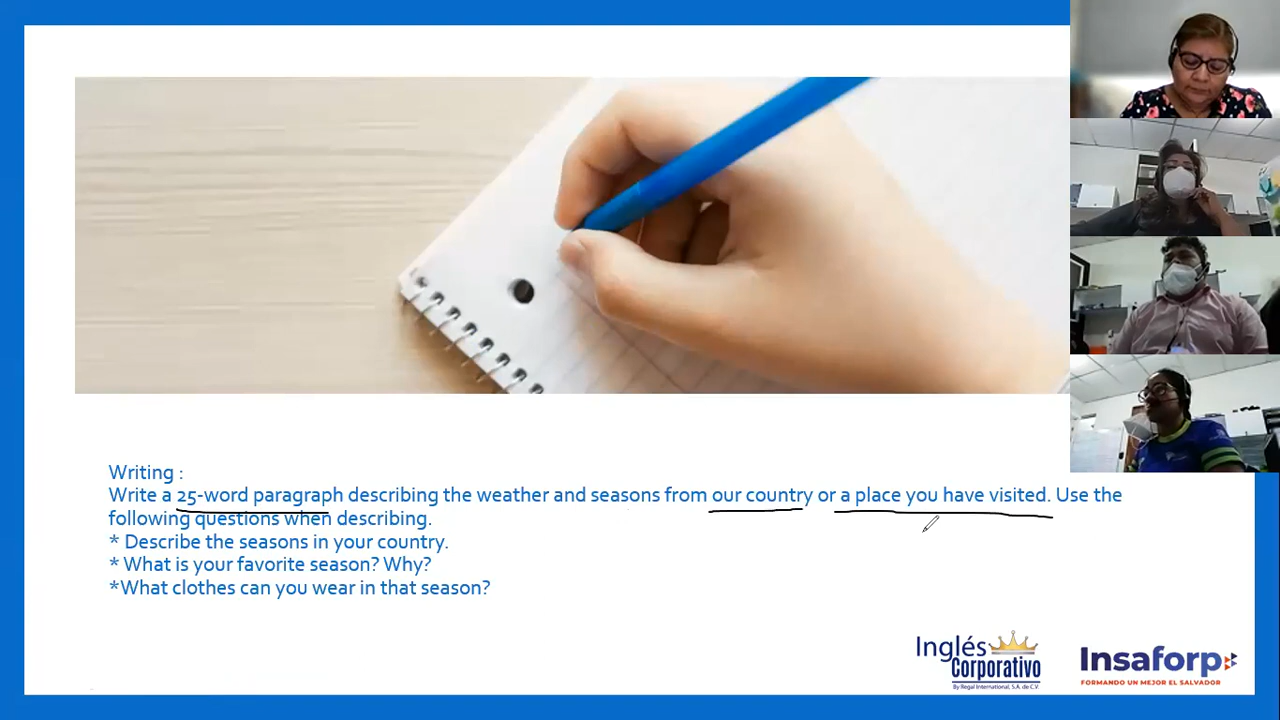 Writing :
Write a 25-word paragraph describing the weather and seasons from our country or a place you have visited. Use the
following questions when describing.
* Describe the seasons in your country.
* What is your favorite season? Why?
*What clothes can you wear in that season?
Inglés
Corporativo
By Regal International, S.A. de C.V.
Insaforp
FORMANDO UN MEJOR EL SALVADOR